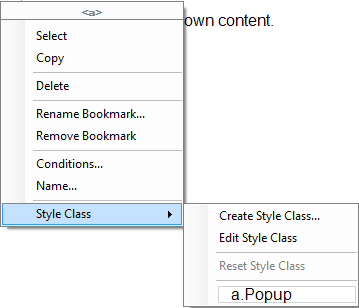 <a>
own content.
Select
Copy
Delete
Rename Bookmark...
Remove Bookmark
Conditions...
Name...
Style Class
Create Style Class...
Edit Style Class
Reset Style Class
a.Popup